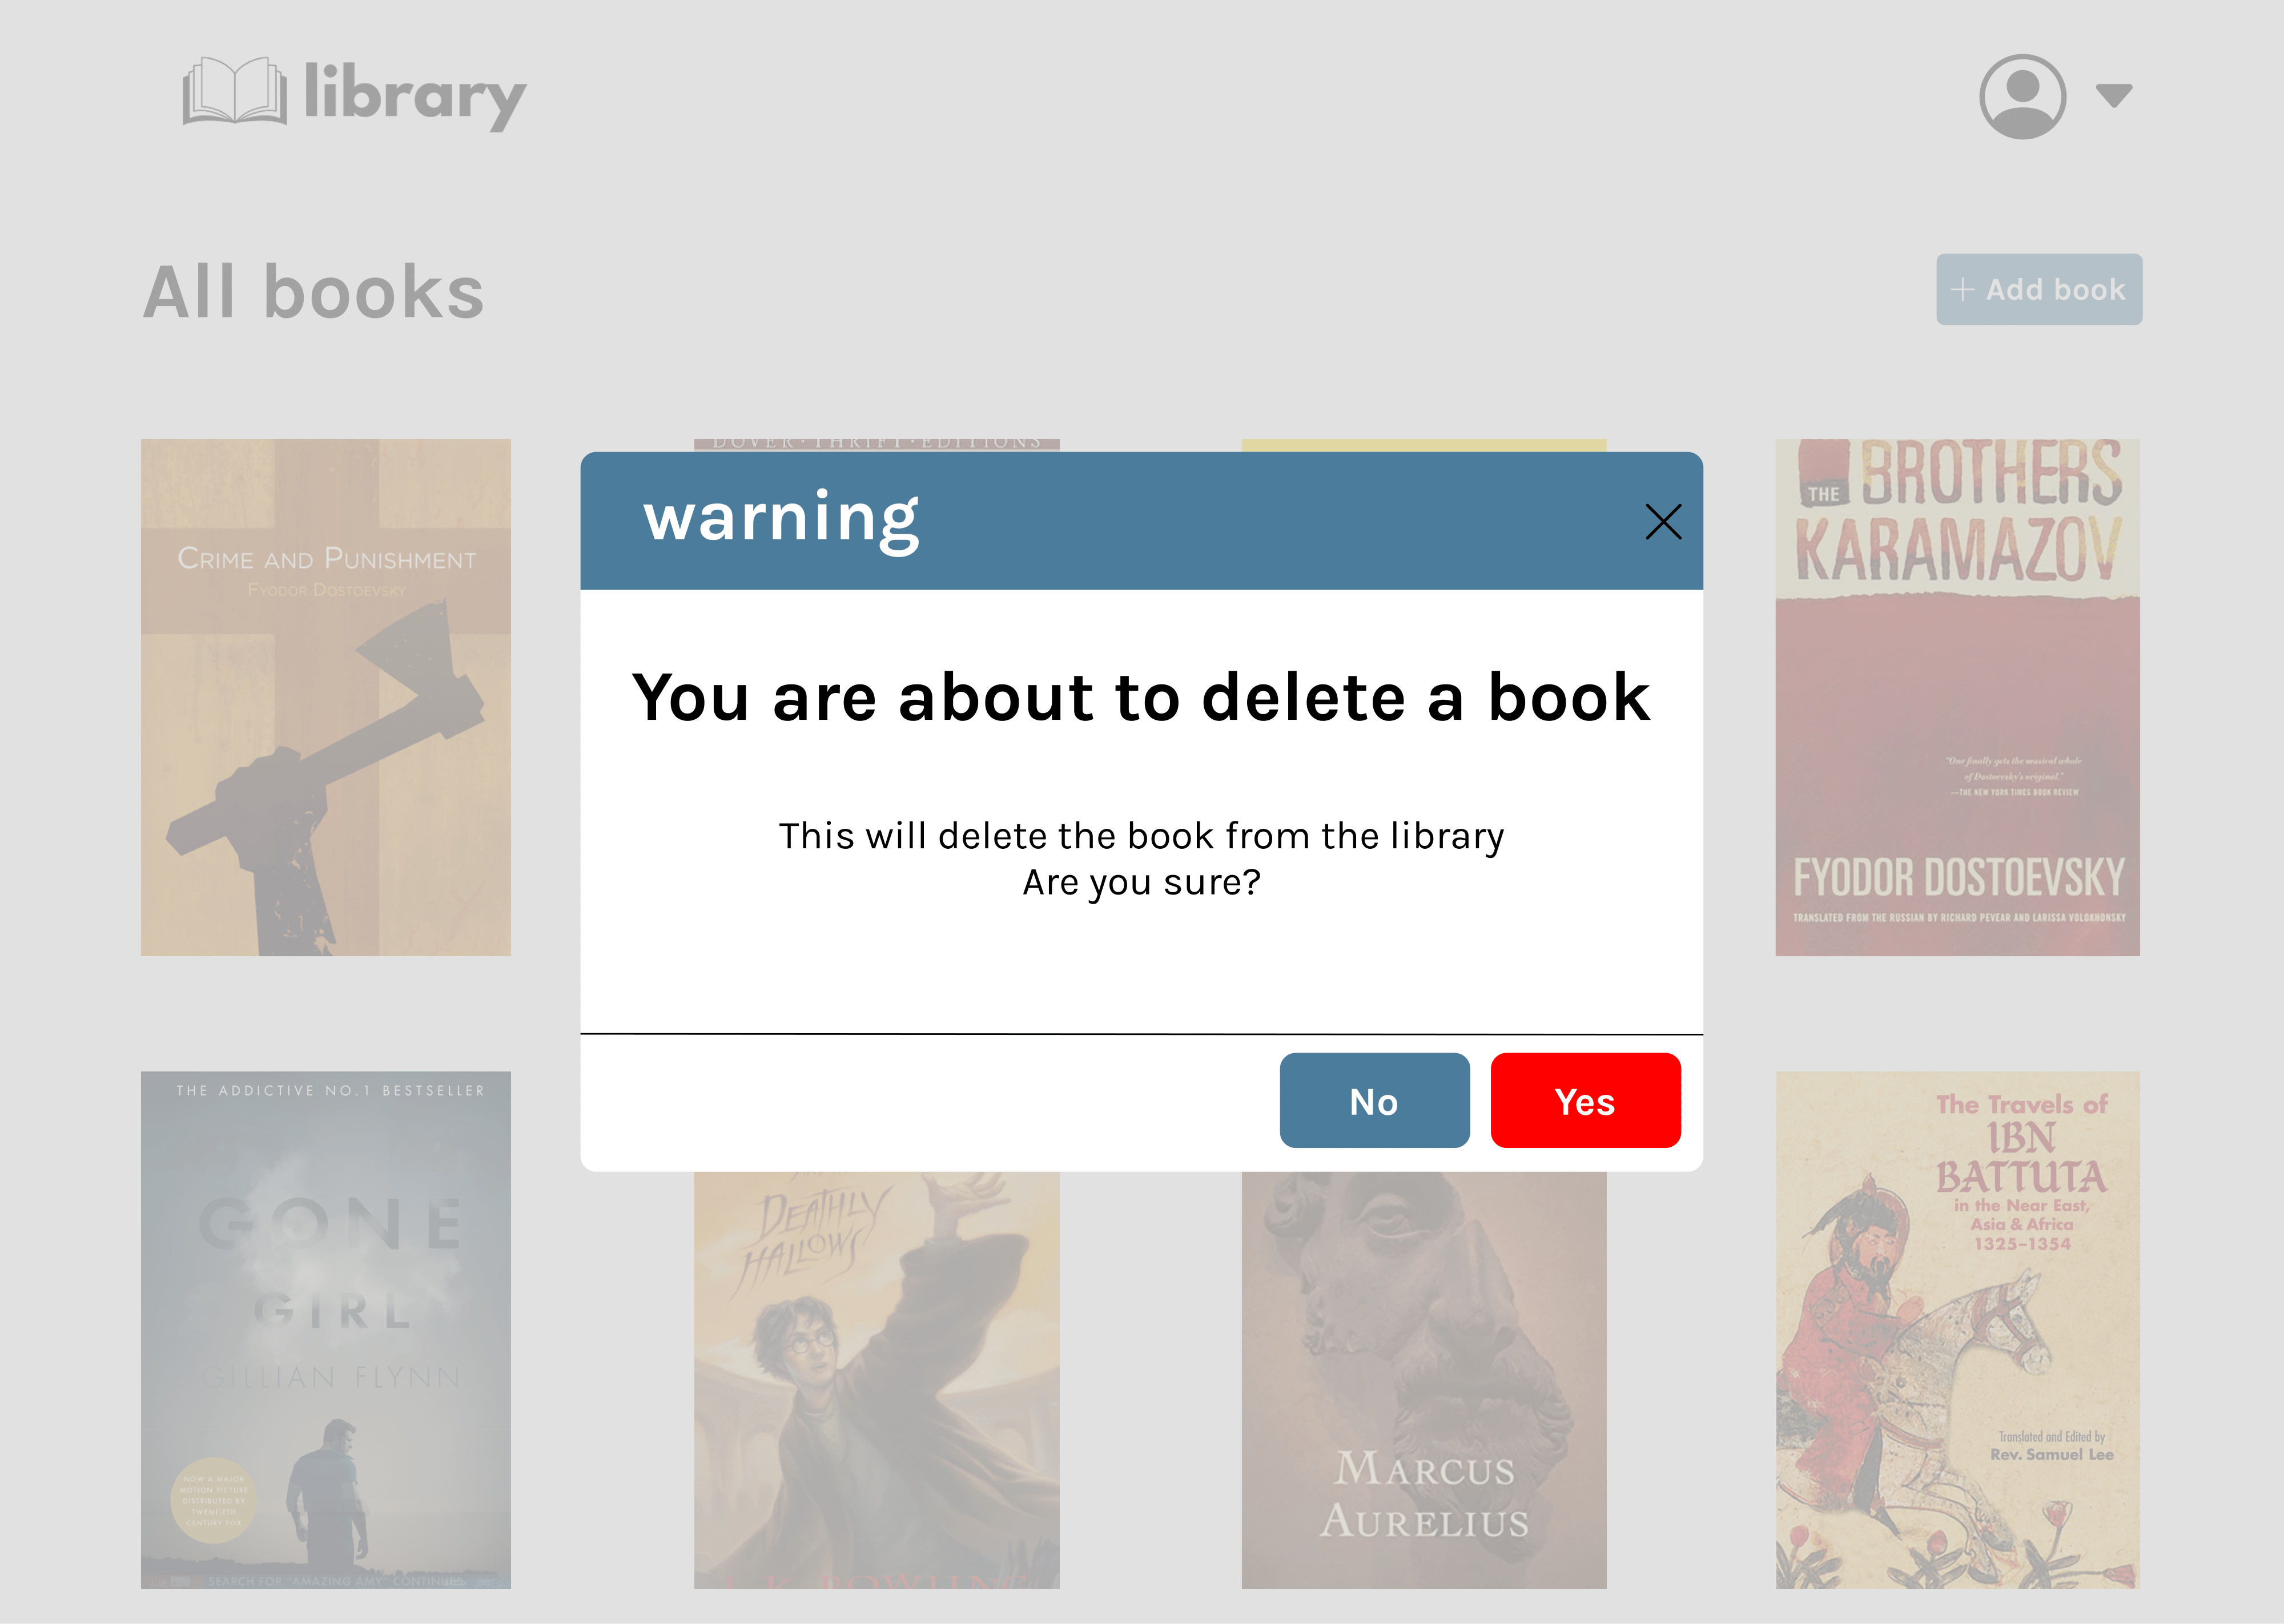 library
All books
Add book
CRIME AND PUNISHMENT
FYODOR DOSTOEVSKY
DOVER · THRIFT · EDITIONS
THE BROTHERS
KARAMAZOV
"One finally gets the musical whole
of Dostoevsky's original."
—THE NEW YORK TIMES BOOK REVIEW
FYODOR DOSTOEVSKY
TRANSLATED FROM THE RUSSIAN BY RICHARD PEVEAR AND LARISSA VOLOKHONSKY
warning
You are about to delete a book
This will delete the book from the library
Are you sure?
No
Yes
THE ADDICTIVE NO.1 BESTSELLER
GONE
GIRL
GILLIAN FLYNN
NOW A MAJOR
MOTION PICTURE
DISTRIBUTED BY
TWENTIETH
CENTURY FOX
SEARCH FOR "AMAZING AMY" CONTINUES
DEATHLY
HALLOWS
J. K. ROWLING
MARCUS
AURELIUS
The Travels of
IBN
BATTUTA
in the Near East,
Asia & Africa
1325–1354
Translated and Edited by
Rev. Samuel Lee